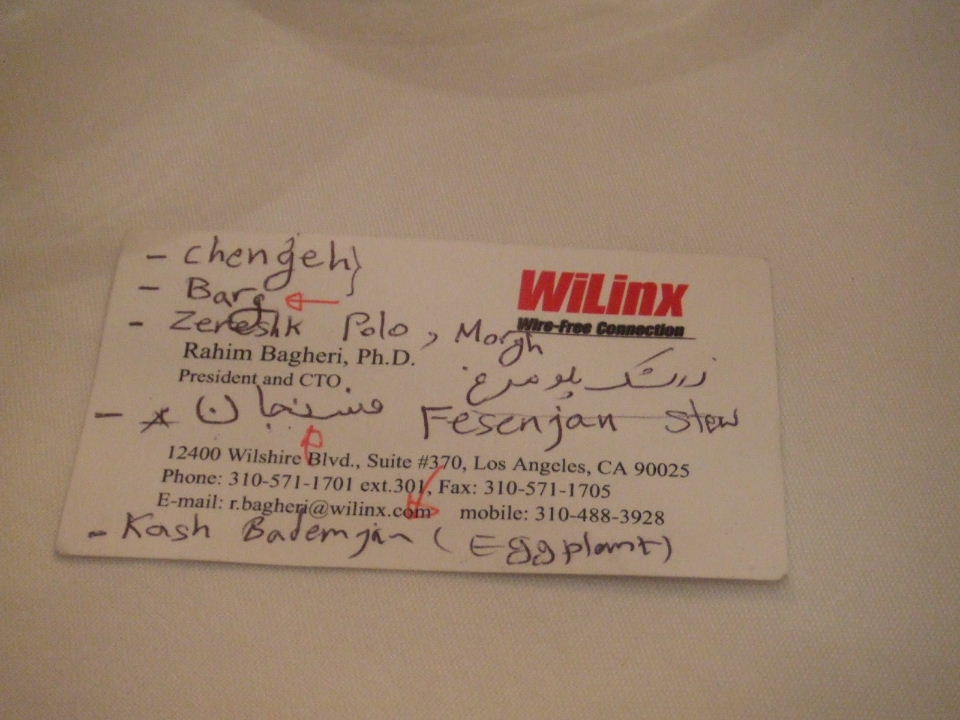 - chenjeh}
- Barg
WiLinx
Wire-Free Connection
- Zereshk Polo, Morgh
Rahim Bagheri, Ph.D.
President and CTO
زرشک پلو مرغ
- * فسنجان Fesenjan stew
12400 Wilshire Blvd., Suite #370, Los Angeles, CA 90025
Phone: 310-571-1701 ext.301, Fax: 310-571-1705
E-mail: r.bagheri@wilinx.com mobile: 310-488-3928
- Kash Bademjan (Eggplant)